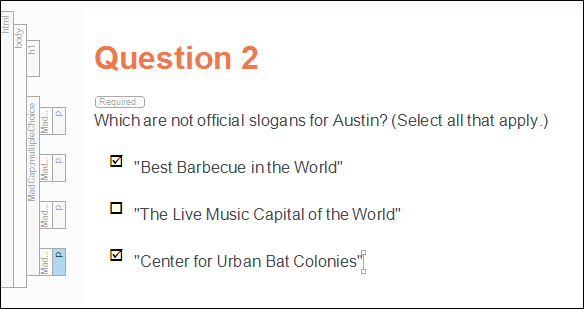 html
body
h1
Question 2
Required
Which are not official slogans for Austin? (Select all that apply.)
MadCap:multipleChoice
Mad...
p
"Best Barbecue in the World"
Mad...
p
"The Live Music Capital of the World"
Mad...
p
"Center for Urban Bat Colonies"
Mad...
p